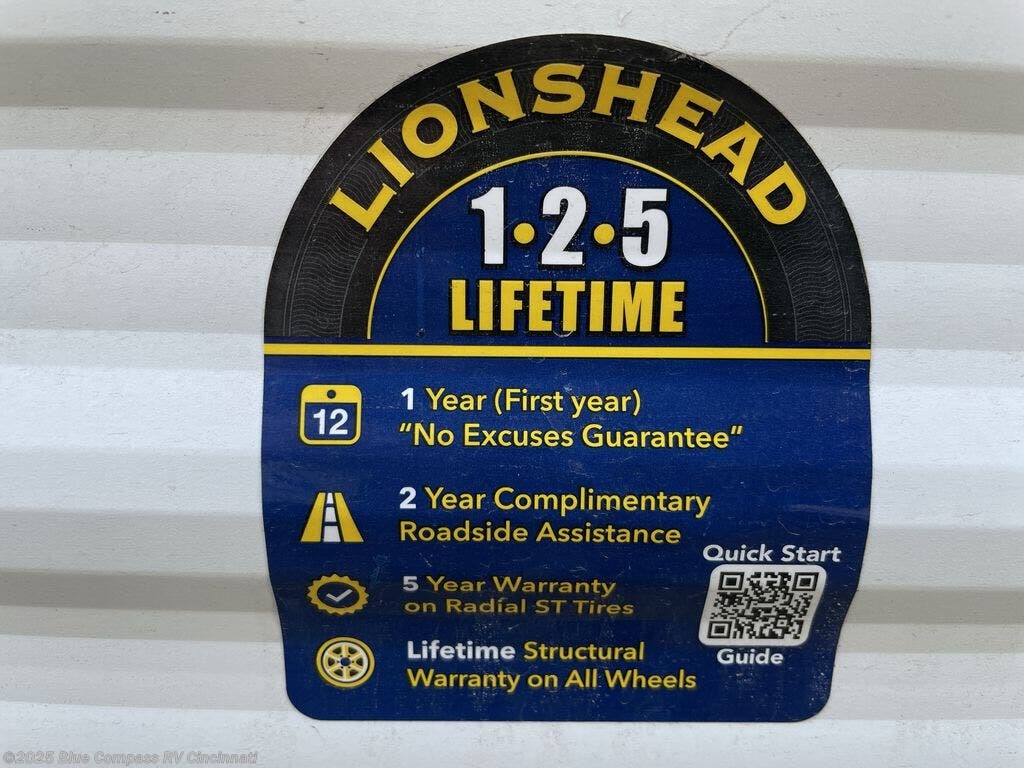 LIONSHEAD
1•2•5
LIFETIME
12
1 Year (First year)
"No Excuses Guarantee"
2 Year Complimentary
Roadside Assistance
5 Year Warranty
on Radial ST Tires
Lifetime Structural
Warranty on All Wheels
Quick Start
Guide
©2025 Blue Compass RV Cincinnati